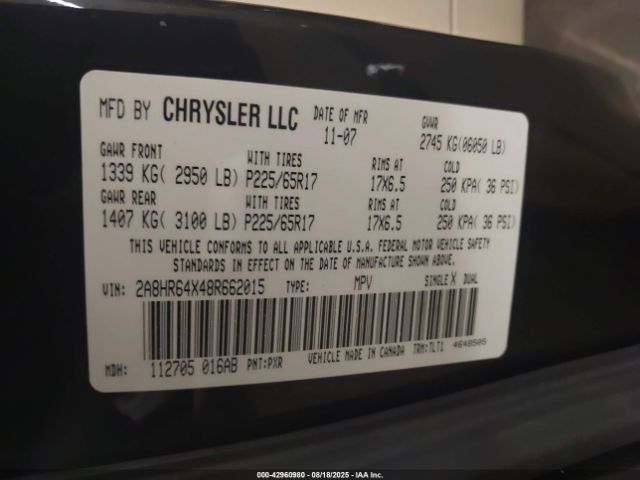 MFD BY CHRYSLER LLC DATE OF MFR 11-07 GVWR 2745 KG(06050 LB)
GAWR FRONT WITH TIRES RIMS AT COLD
1339 KG( 2950 LB) P225/65R17 17X6.5 250 KPA( 36 PSI)
GAWR REAR WITH TIRES RIMS AT COLD
1407 KG( 3100 LB) P225/65R17 17X6.5 250 KPA( 36 PSI)
THIS VEHICLE CONFORMS TO ALL APPLICABLE U.S.A. FEDERAL MOTOR VEHICLE SAFETY
STANDARDS IN EFFECT ON THE DATE OF MANUFACTURE SHOWN ABOVE.
VIN: 2A8HR64X48R662015 TYPE: MPV SINGLE X DUAL
MDH: 112705 016AB PNT:PXR VEHICLE MADE IN CANADA TRM:TLT1 4648505
000-42960980 - 08/18/2025 - IAA Inc.